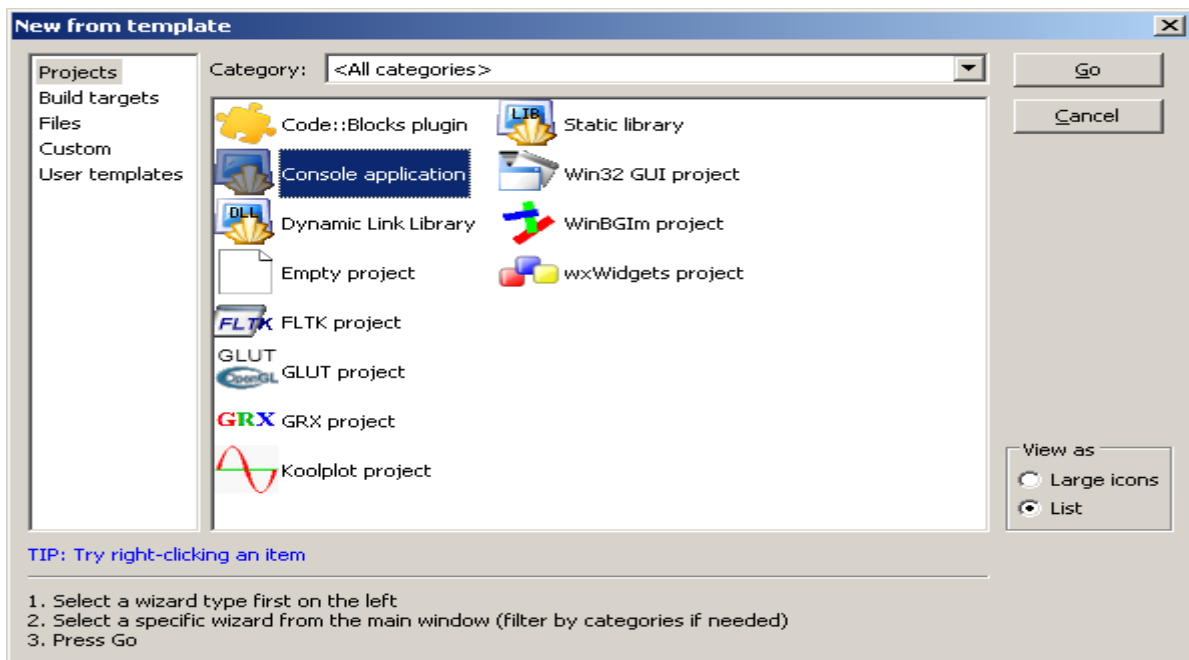 New from template
Projects
Build targets
Files
Custom
User templates
Category: <All categories>
Go
Cancel
Code::Blocks plugin
Console application
DLL
Dynamic Link Library
Empty project
FLTK
FLTK project
GLUT
OpenGL
GLUT project
GRX
GRX project
Koolplot project
LIB
Static library
Win32 GUI project
WinBGIm project
wxWidgets project
View as
Large icons
List
TIP: Try right-clicking an item
1. Select a wizard type first on the left
2. Select a specific wizard from the main window (filter by categories if needed)
3. Press Go